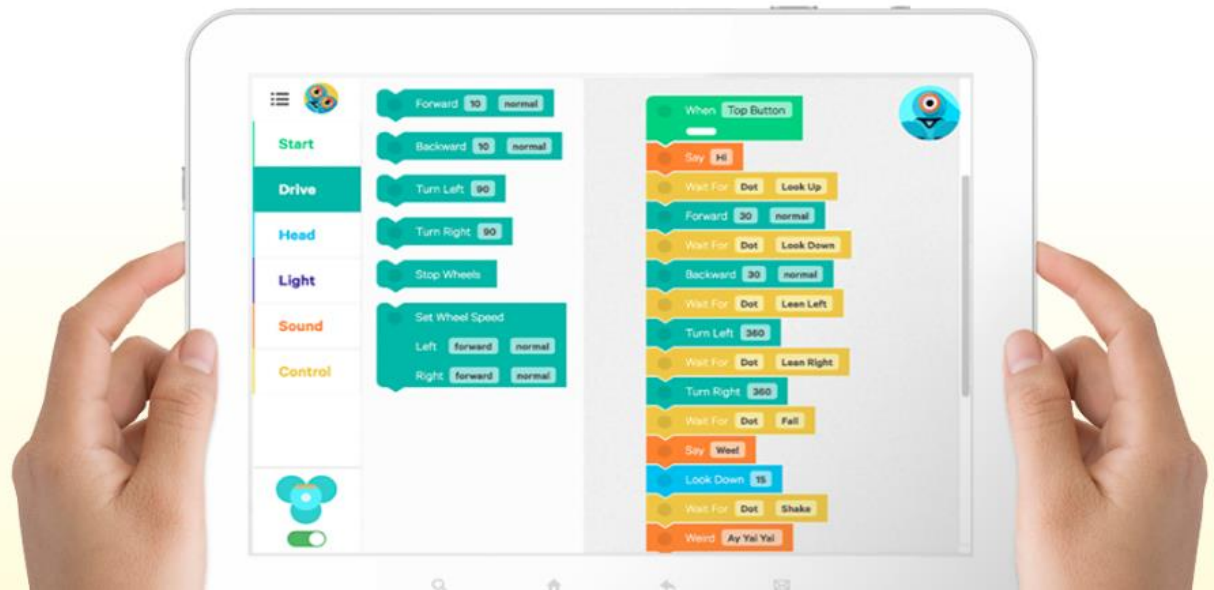 Start
Drive
Head
Light
Sound
Control
Forward 10 normal
Backward 10 normal
Turn Left 90
Turn Right 90
Stop Wheels
Set Wheel Speed
Left forward normal
Right forward normal
When Top Button
Say Hi
Wait For Dot Look Up
Forward 30 normal
Wait For Dot Look Down
Backward 30 normal
Wait For Dot Lean Left
Turn Left 360
Wait For Dot Lean Right
Turn Right 360
Wait For Dot Fall
Say Wee!
Look Down 15
Wait For Dot Shake
Weird Ay Yai Yai